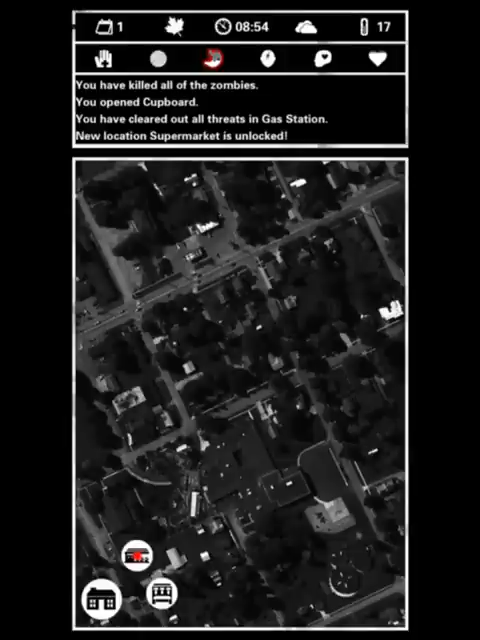 1 08:54 17
You have killed all of the zombies.
You opened Cupboard.
You have cleared out all threats in Gas Station.
New location Supermarket is unlocked!